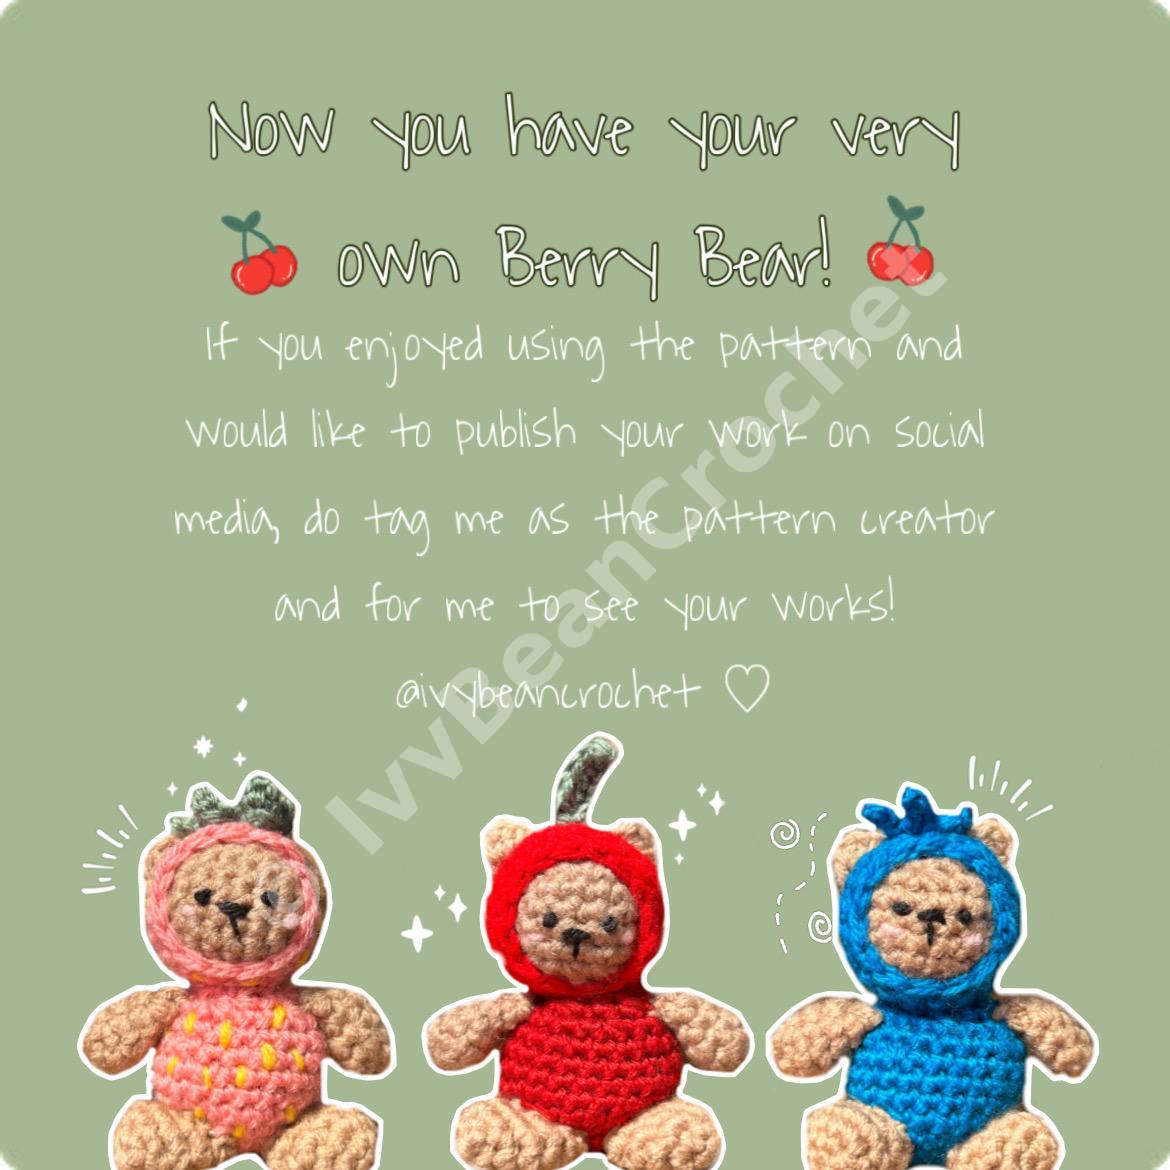 Now you have your very
own Berry Bear!
If you enjoyed using the pattern and
would like to publish your work on social
media, do tag me as the pattern creator
and for me to see your works!
@ivybeancrochet ♡
IvyBeanCrochet